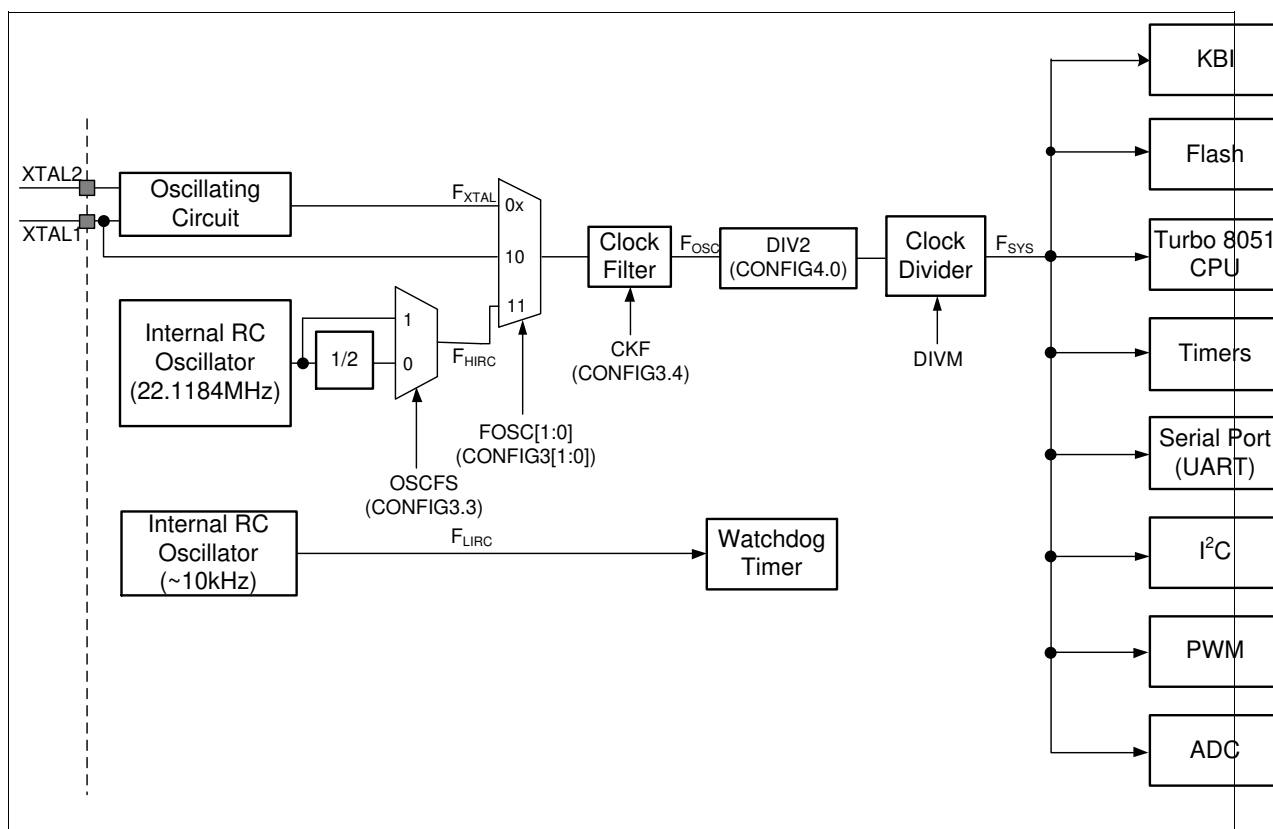 KBI
Flash
XTAL2
XTAL1
Oscillating
Circuit
FXTAL
0x
10
11
Clock
Filter
FOSC
DIV2
(CONFIG4.0)
Clock
Divider
FSYS
Turbo 8051
CPU
Internal RC
Oscillator
(22.1184MHz)
1/2
1
0
FHIRC
CKF
(CONFIG3.4)
DIVM
Timers
FOSC[1:0]
(CONFIG3[1:0])
OSCFS
(CONFIG3.3)
Serial Port
(UART)
Internal RC
Oscillator
(~10kHz)
FLIRC
Watchdog
Timer
I2C
PWM
ADC